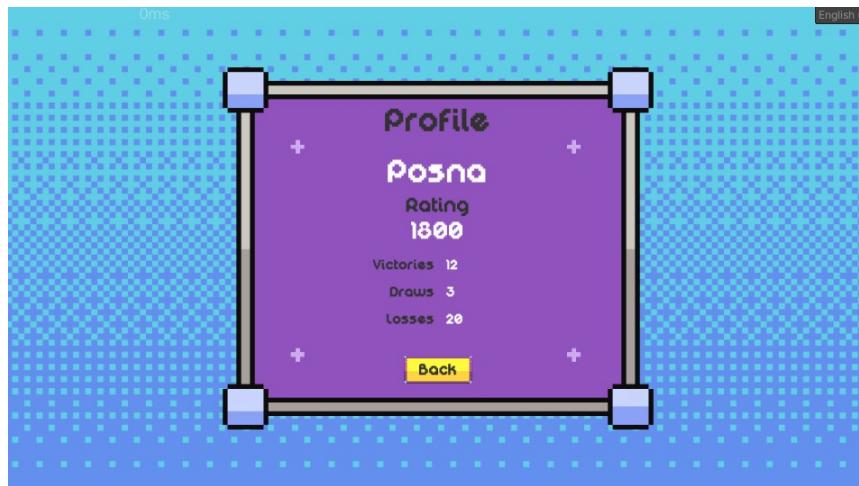 0ms
English
Profile
Posna
Rating
1800
Victories 12
Draws 3
Losses 20
Back